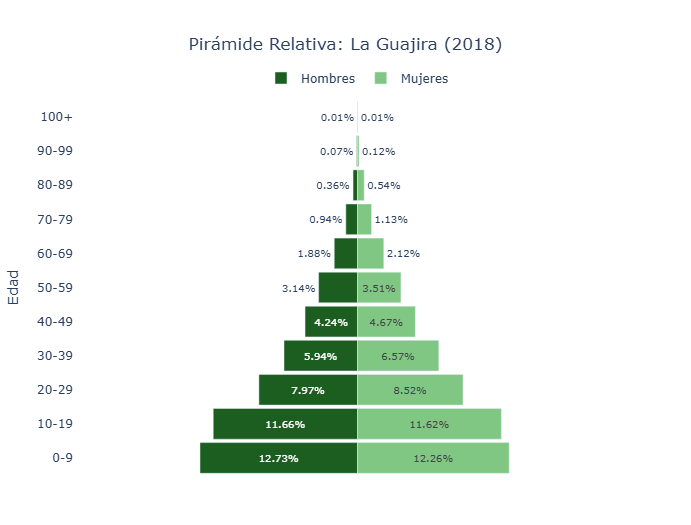 Pirámide Relativa: La Guajira (2018)
Hombres Mujeres
Edad
100+ 0.01% 0.01%
90-99 0.07% 0.12%
80-89 0.36% 0.54%
70-79 0.94% 1.13%
60-69 1.88% 2.12%
50-59 3.14% 3.51%
40-49 4.24% 4.67%
30-39 5.94% 6.57%
20-29 7.97% 8.52%
10-19 11.66% 11.62%
0-9 12.73% 12.26%